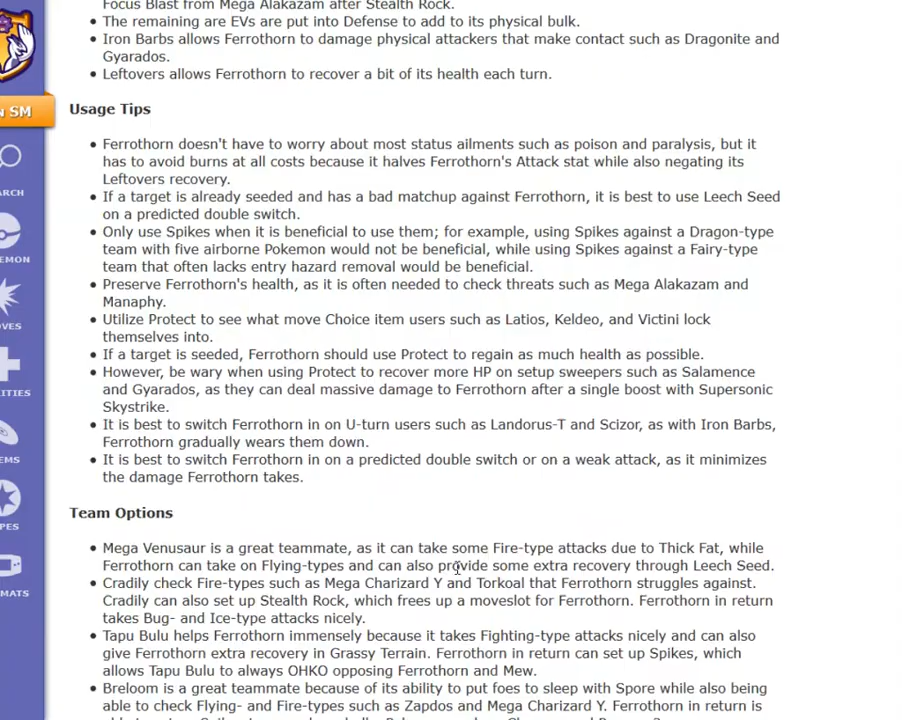 Focus Blast from Mega Alakazam after Stealth Rock.
• The remaining are EVs are put into Defense to add to its physical bulk.
• Iron Barbs allows Ferrothorn to damage physical attackers that make contact such as Dragonite and
Gyarados.
• Leftovers allows Ferrothorn to recover a bit of its health each turn.
Usage Tips
• Ferrothorn doesn't have to worry about most status ailments such as poison and paralysis, but it
has to avoid burns at all costs because it halves Ferrothorn's Attack stat while also negating its
Leftovers recovery.
• If a target is already seeded and has a bad matchup against Ferrothorn, it is best to use Leech Seed
on a predicted double switch.
• Only use Spikes when it is beneficial to use them; for example, using Spikes against a Dragon-type
team with five airborne Pokemon would not be beneficial, while using Spikes against a Fairy-type
team that often lacks entry hazard removal would be beneficial.
• Preserve Ferrothorn's health, as it is often needed to check threats such as Mega Alakazam and
Manaphy.
• Utilize Protect to see what move Choice item users such as Latios, Keldeo, and Victini lock
themselves into.
• If a target is seeded, Ferrothorn should use Protect to regain as much health as possible.
• However, be wary when using Protect to recover more HP on setup sweepers such as Salamence
and Gyarados, as they can deal massive damage to Ferrothorn after a single boost with Supersonic
Skystrike.
• It is best to switch Ferrothorn in on U-turn users such as Landorus-T and Scizor, as with Iron Barbs,
Ferrothorn gradually wears them down.
• It is best to switch Ferrothorn in on a predicted double switch or on a weak attack, as it minimizes
the damage Ferrothorn takes.
Team Options
• Mega Venusaur is a great teammate, as it can take some Fire-type attacks due to Thick Fat, while
Ferrothorn can take on Flying-types and can also provide some extra recovery through Leech Seed.
• Cradily check Fire-types such as Mega Charizard Y and Torkoal that Ferrothorn struggles against.
Cradily can also set up Stealth Rock, which frees up a moveslot for Ferrothorn. Ferrothorn in return
takes Bug- and Ice-type attacks nicely.
• Tapu Bulu helps Ferrothorn immensely because it takes Fighting-type attacks nicely and can also
give Ferrothorn extra recovery in Grassy Terrain. Ferrothorn in return can set up Spikes, which
allows Tapu Bulu to always OHKO opposing Ferrothorn and Mew.
• Breloom is a great teammate because of its ability to put foes to sleep with Spore while also being
able to check Flying- and Fire-types such as Zapdos and Mega Charizard Y. Ferrothorn in return is
N SM
ARCH
EMON
OVES
LITIES
EMS
PES
MATS